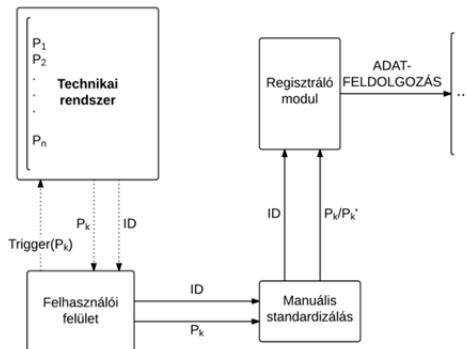 P1
P2
.
.
.
Pn
Technikai
rendszer
Regisztráló
modul
ADAT-
FELDOLGOZÁS
..
Trigger(Pk)
Pk
ID
ID
Pk/Pk'
Felhasználói
felület
ID
Pk
Manuális
standardizálás